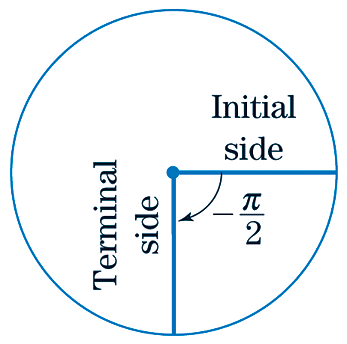 Initial
side
Terminal
side
−π/2